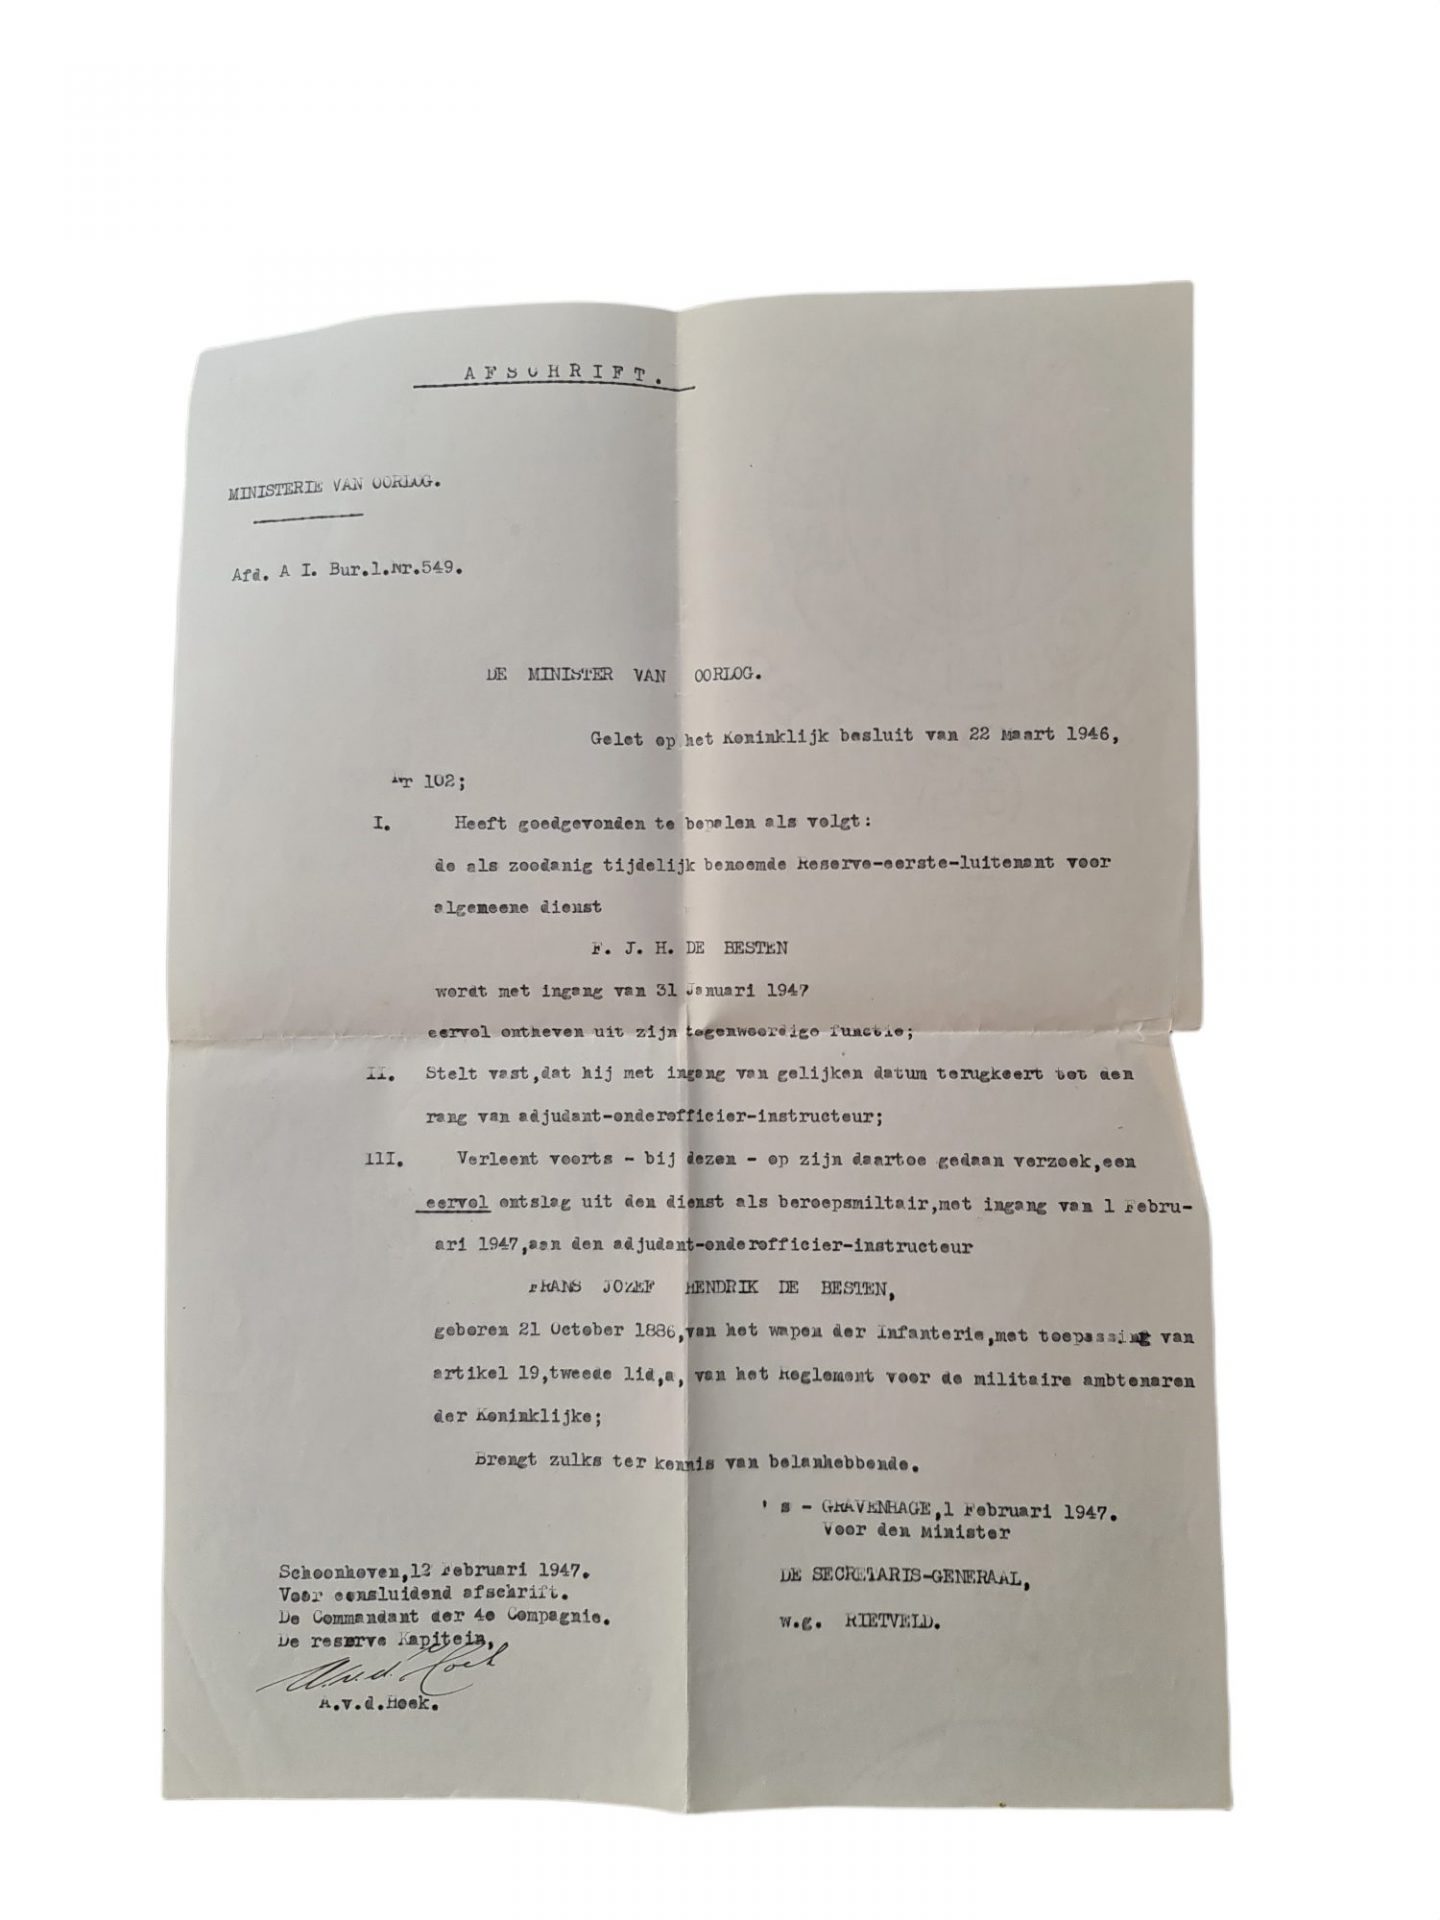 AFSCHRIFT.
MINISTERIE VAN OORLOG.
Afd. A I. Bur.1.Nr.549.
DE MINISTER VAN OORLOG.
Gelet op het Koninklijk besluit van 22 Maart 1946,
Nr 102;
I. Heeft goedgevonden te bepalen als volgt:
de als zoodanig tijdelijk benoemde Reserve-eerste-luitenant voor
algemeene dienst
F. J. H. DE BESTEN
wordt met ingang van 31 Januari 1947
eervol ontheven uit zijn tegenwoordige functie;
II. Stelt vast,dat hij met ingang van gelijken datum terugkeert tot den
rang van adjudant-onderofficier-instructeur;
III. Verleent voorts - bij dezen - op zijn daartoe gedaan verzoek,een
eervol ontslag uit den dienst als beroepsmiltair,met ingang van 1 Febru-
ari 1947,aan den adjudant-onderofficier-instructeur
FRANS JOZEF HENDRIK DE BESTEN,
geboren 21 October 1886,van het wapen der Infanterie,met toepassing van
artikel 19,tweede lid,a, van het Reglement voor de militaire ambtenaren
der Koninklijke;
Brengt zulks ter kennis van belanhebbende.
's - GRAVENHAGE,1 Februari 1947.
Voor den Minister
DE SECRETARIS-GENERAAL,
w.g. RIETVELD.
Schoonhoven,12 Februari 1947.
Voor eensluidend afschrift.
De Commandant der 4e Compagnie.
De reserve Kapitein,
A.v.d. Hoek
A.v.d.Hoek.